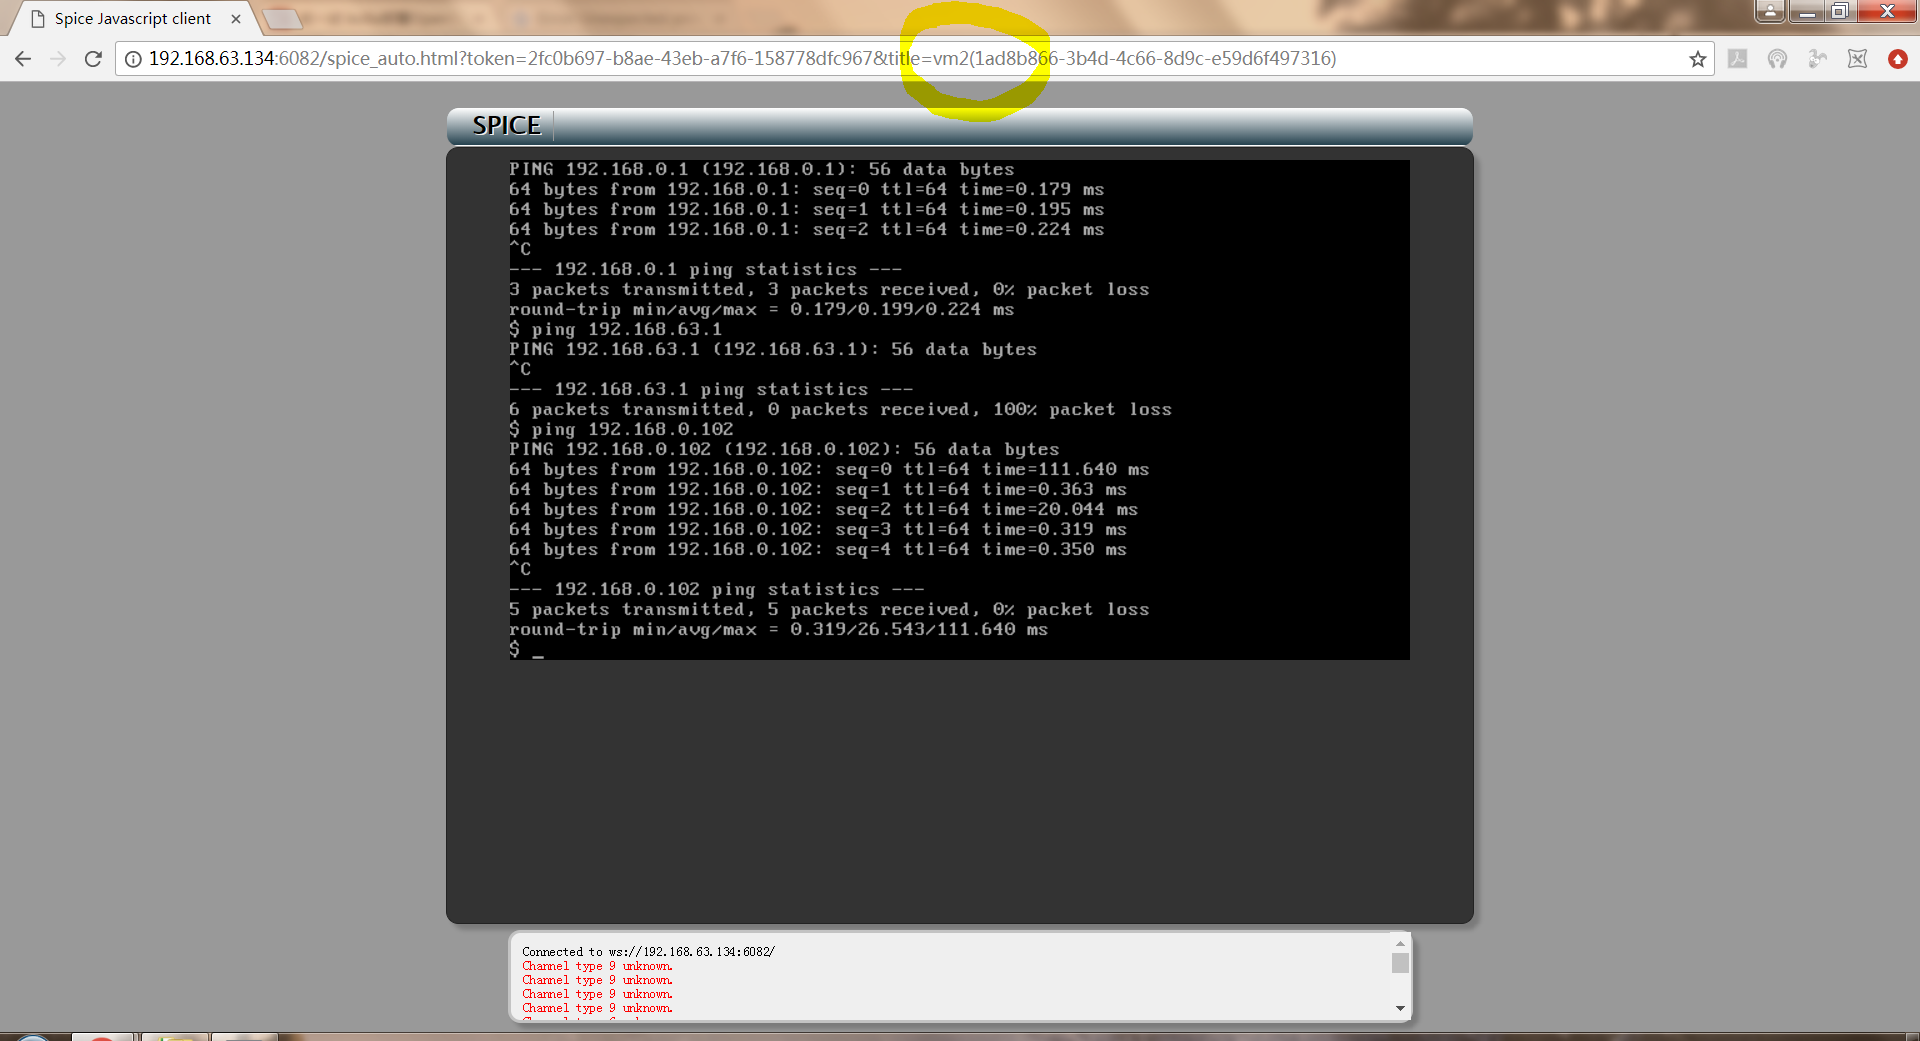 Spice Javascript client
192.168.63.134:6082/spice_auto.html?token=2fc0b697-b8ae-43eb-a7f6-158778dfc967&title=vm2(1ad8b866-3b4d-4c66-8d9c-e59d6f497316)
SPICE
PING 192.168.0.1 (192.168.0.1): 56 data bytes
64 bytes from 192.168.0.1: seq=0 ttl=64 time=0.179 ms
64 bytes from 192.168.0.1: seq=1 ttl=64 time=0.195 ms
64 bytes from 192.168.0.1: seq=2 ttl=64 time=0.224 ms
^C
--- 192.168.0.1 ping statistics ---
3 packets transmitted, 3 packets received, 0% packet loss
round-trip min/avg/max = 0.179/0.199/0.224 ms
$ ping 192.168.63.1
PING 192.168.63.1 (192.168.63.1): 56 data bytes
^C
--- 192.168.63.1 ping statistics ---
6 packets transmitted, 0 packets received, 100% packet loss
$ ping 192.168.0.102
PING 192.168.0.102 (192.168.0.102): 56 data bytes
64 bytes from 192.168.0.102: seq=0 ttl=64 time=111.640 ms
64 bytes from 192.168.0.102: seq=1 ttl=64 time=0.363 ms
64 bytes from 192.168.0.102: seq=2 ttl=64 time=20.044 ms
64 bytes from 192.168.0.102: seq=3 ttl=64 time=0.319 ms
64 bytes from 192.168.0.102: seq=4 ttl=64 time=0.350 ms
^C
--- 192.168.0.102 ping statistics ---
5 packets transmitted, 5 packets received, 0% packet loss
round-trip min/avg/max = 0.319/26.543/111.640 ms
$ _
Connected to ws://192.168.63.134:6082/
Channel type 9 unknown.
Channel type 9 unknown.
Channel type 9 unknown.
Channel type 9 unknown.